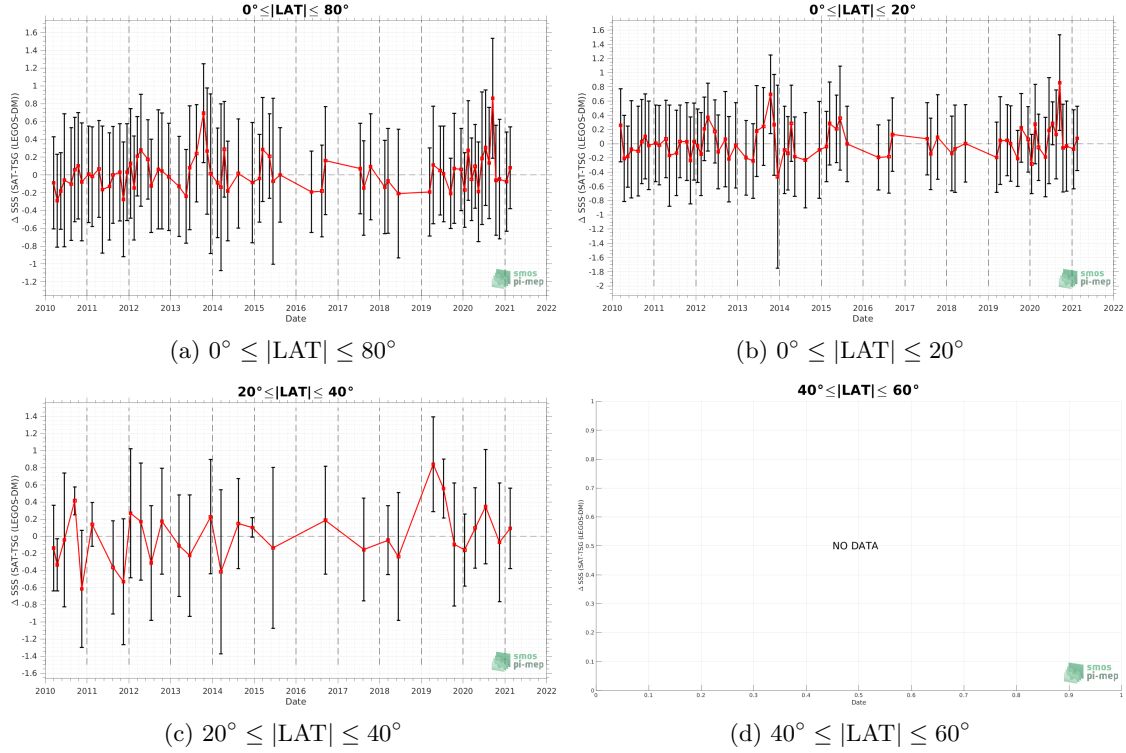 0°≤|LAT|≤ 80°
Δ SSS (SAT-TSG (LEGOS-DM))
1.6
1.4
1.2
1
0.8
0.6
0.4
0.2
0
-0.2
-0.4
-0.6
-0.8
-1
-1.2
2010 2011 2012 2013 2014 2015 2016 2017 2018 2019 2020 2021 2022
Date
smos
pi-mep
(a) 0° ≤ |LAT| ≤ 80°
0°≤|LAT|≤ 20°
Δ SSS (SAT-TSG (LEGOS-DM))
1.6
1.4
1.2
1
0.8
0.6
0.4
0.2
0
-0.2
-0.4
-0.6
-0.8
-1
-1.2
-1.4
-1.6
-1.8
-2
2010 2011 2012 2013 2014 2015 2016 2017 2018 2019 2020 2021 2022
Date
smos
pi-mep
(b) 0° ≤ |LAT| ≤ 20°
20°≤|LAT|≤ 40°
Δ SSS (SAT-TSG (LEGOS-DM))
1.4
1.2
1
0.8
0.6
0.4
0.2
0
-0.2
-0.4
-0.6
-0.8
-1
-1.2
-1.4
-1.6
2010 2011 2012 2013 2014 2015 2016 2017 2018 2019 2020 2021 2022
Date
smos
pi-mep
(c) 20° ≤ |LAT| ≤ 40°
40°≤|LAT|≤ 60°
Δ SSS (SAT-TSG (LEGOS-DM))
1
0.9
0.8
0.7
0.6
0.5
0.4
0.3
0.2
0.1
0
NO DATA
0 0.1 0.2 0.3 0.4 0.5 0.6 0.7 0.8 0.9 1
Date
smos
pi-mep
(d) 40° ≤ |LAT| ≤ 60°